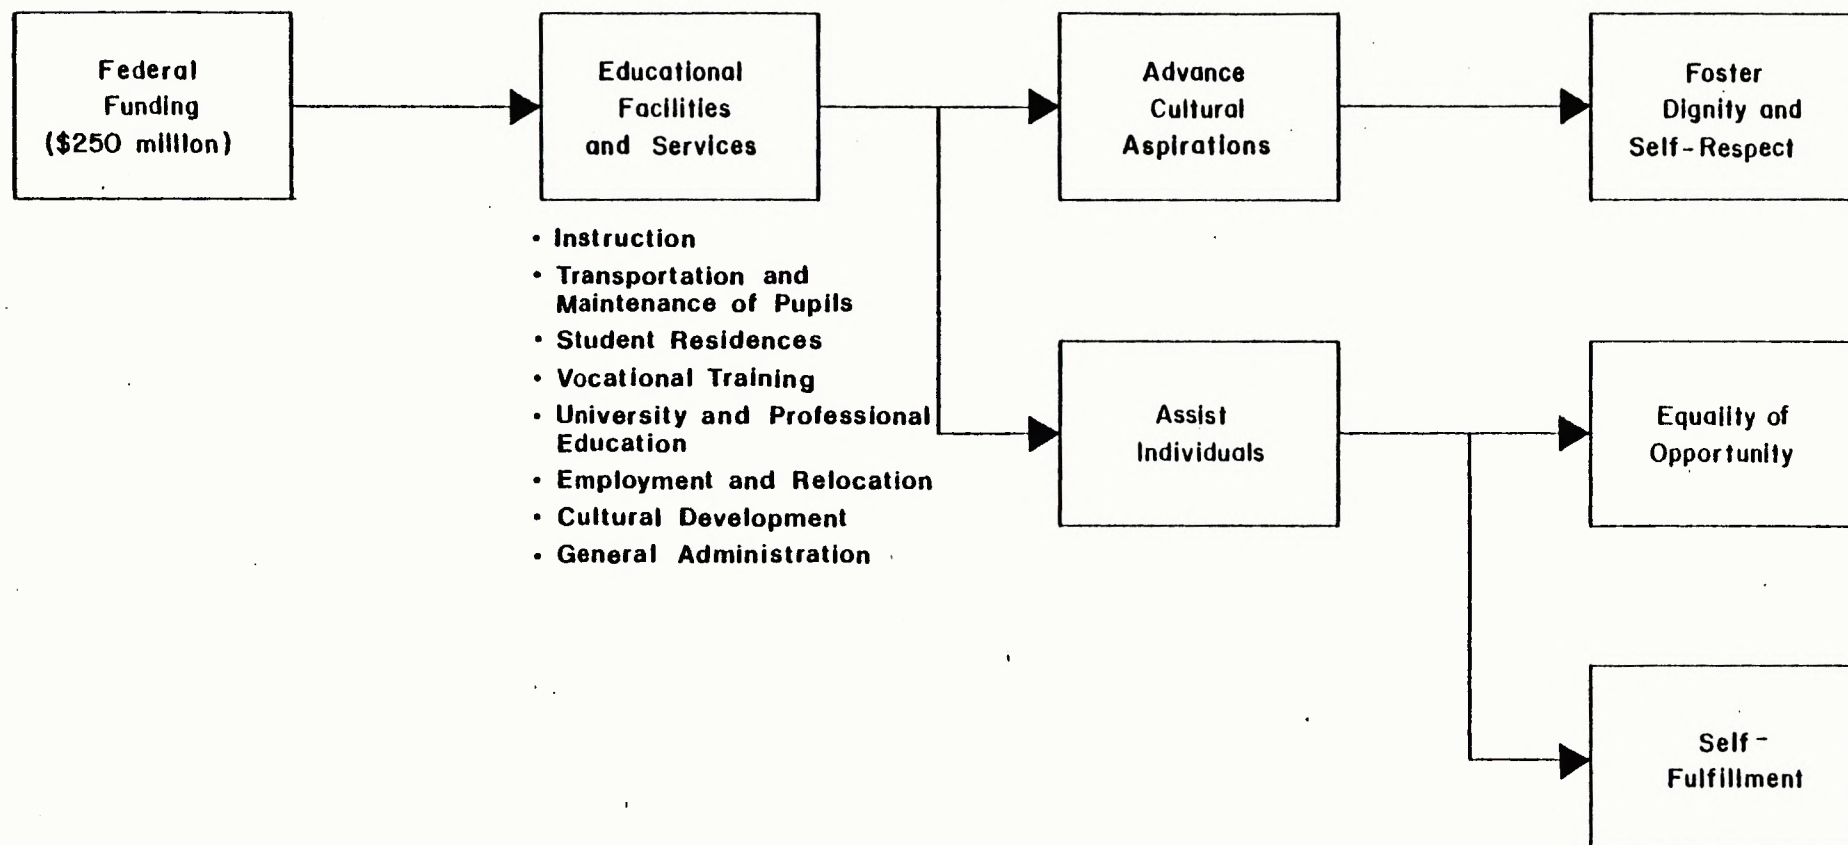 Federal
Funding
($250 million)
Educational
Facilities
and Services
• Instruction
• Transportation and
Maintenance of Pupils
• Student Residences
• Vocational Training
• University and Professional
Education
• Employment and Relocation
• Cultural Development
• General Administration
Advance
Cultural
Aspirations
Foster
Dignity and
Self-Respect
Assist
Individuals
Equality of
Opportunity
Self-
Fulfillment